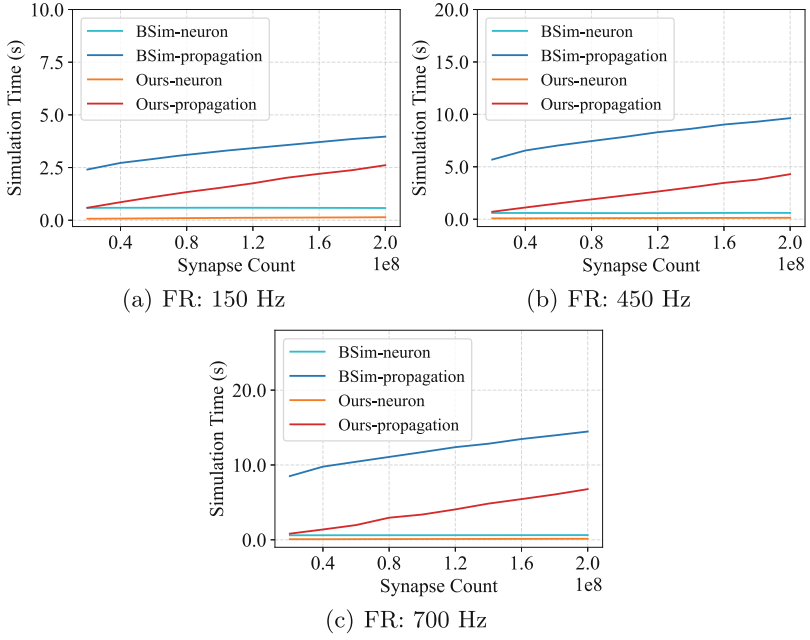 10.0
7.5
5.0
2.5
0.0
Simulation Time (s)
BSim-neuron
BSim-propagation
Ours-neuron
Ours-propagation
0.4 0.8 1.2 1.6 2.0
1e8
Synapse Count
(a) FR: 150 Hz
20.0
15.0
10.0
5.0
0.0
Simulation Time (s)
BSim-neuron
BSim-propagation
Ours-neuron
Ours-propagation
0.4 0.8 1.2 1.6 2.0
1e8
Synapse Count
(b) FR: 450 Hz
20.0
10.0
0.0
Simulation Time (s)
BSim-neuron
BSim-propagation
Ours-neuron
Ours-propagation
0.4 0.8 1.2 1.6 2.0
1e8
Synapse Count
(c) FR: 700 Hz